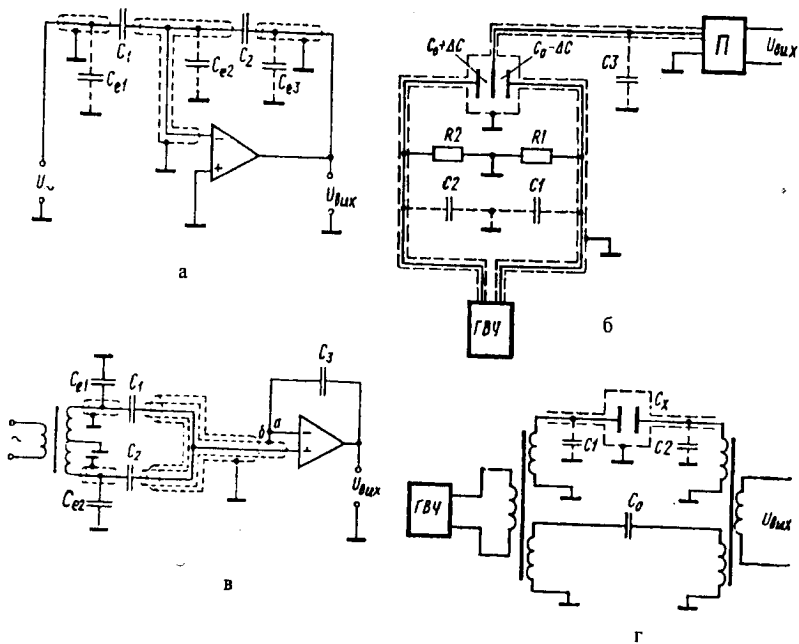 C₁
C₂
Cₑ₁
Cₑ₂
Cₑ₃
−
+
U~
Uвих
а
C₀+ΔC
C₀−ΔC
П
Uвих
C3
R2
R1
C2
C1
ГВЧ
б
Cₑ₁
C₁
C₃
б
а
−
+
~
C₂
Cₑ₂
Uвих
в
Cₓ
C1
C2
ГВЧ
C₀
Uвых
г